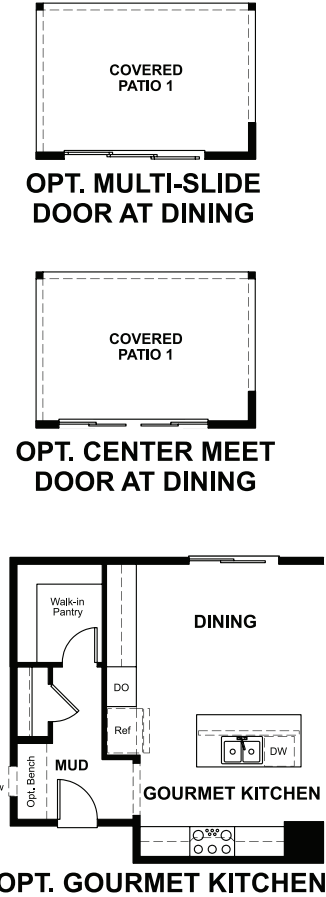 COVERED
PATIO 1
OPT. MULTI-SLIDE
DOOR AT DINING
COVERED
PATIO 1
OPT. CENTER MEET
DOOR AT DINING
Walk-in
Pantry
DINING
DO
Ref
DW
MUD
Opt. Bench
GOURMET KITCHEN
OPT. GOURMET KITCHEN